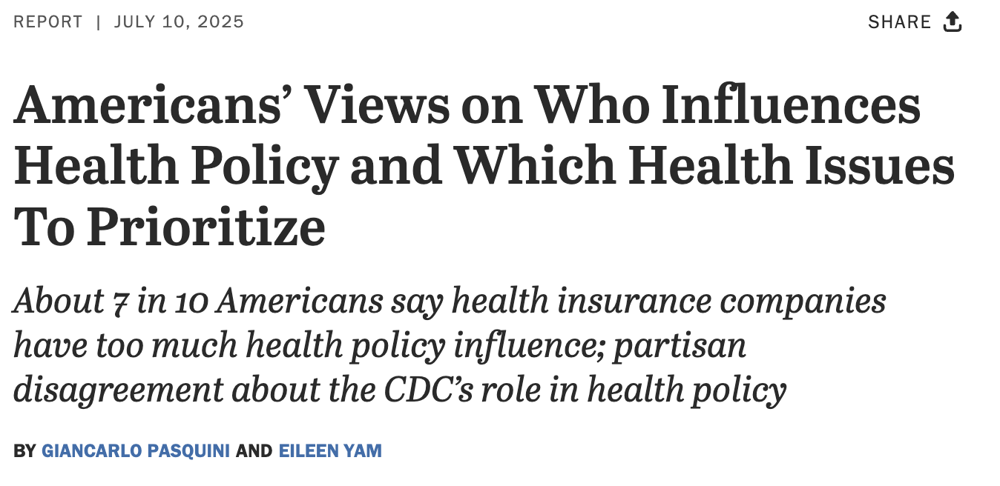 REPORT | JULY 10, 2025 SHARE
Americans’ Views on Who Influences
Health Policy and Which Health Issues
To Prioritize
About 7 in 10 Americans say health insurance companies
have too much health policy influence; partisan
disagreement about the CDC’s role in health policy
BY GIANCARLO PASQUINI AND EILEEN YAM